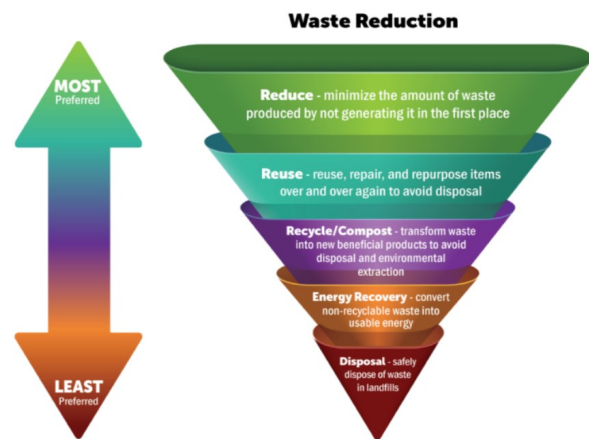 Waste Reduction
MOST
Preferred
Reduce - minimize the amount of waste
produced by not generating it in the first place
Reuse - reuse, repair, and repurpose items
over and over again to avoid disposal
Recycle/Compost - transform waste
into new beneficial products to avoid
disposal and environmental
extraction
Energy Recovery - convert
non-recyclable waste into
usable energy
Disposal - safely
dispose of waste
in landfills
LEAST
Preferred